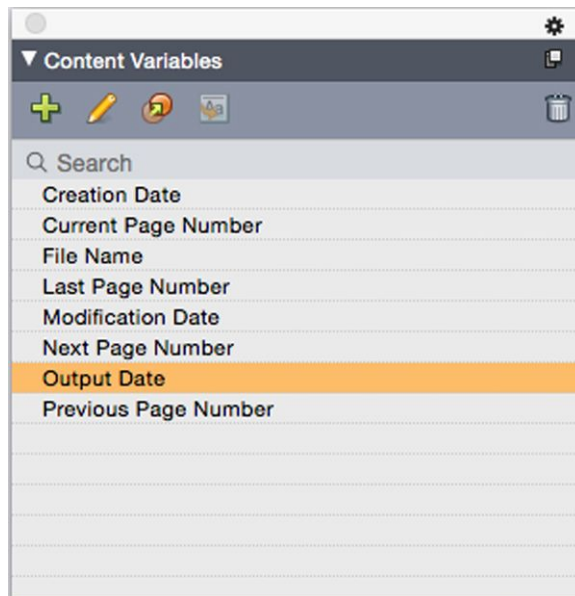 Content Variables
Aa
Search
Creation Date
Current Page Number
File Name
Last Page Number
Modification Date
Next Page Number
Output Date
Previous Page Number